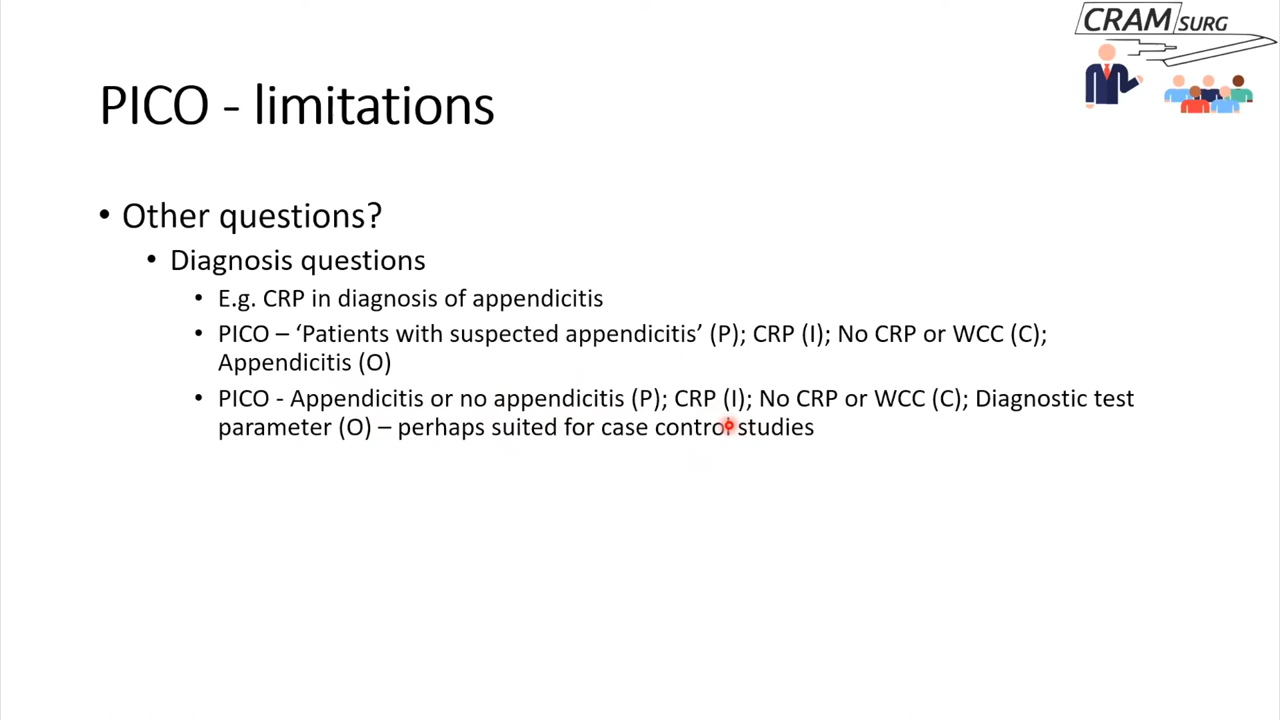 CRAM SURG
PICO - limitations
• Other questions?
• Diagnosis questions
• E.g. CRP in diagnosis of appendicitis
• PICO – ‘Patients with suspected appendicitis’ (P); CRP (I); No CRP or WCC (C);
Appendicitis (O)
• PICO - Appendicitis or no appendicitis (P); CRP (I); No CRP or WCC (C); Diagnostic test
parameter (O) – perhaps suited for case control studies